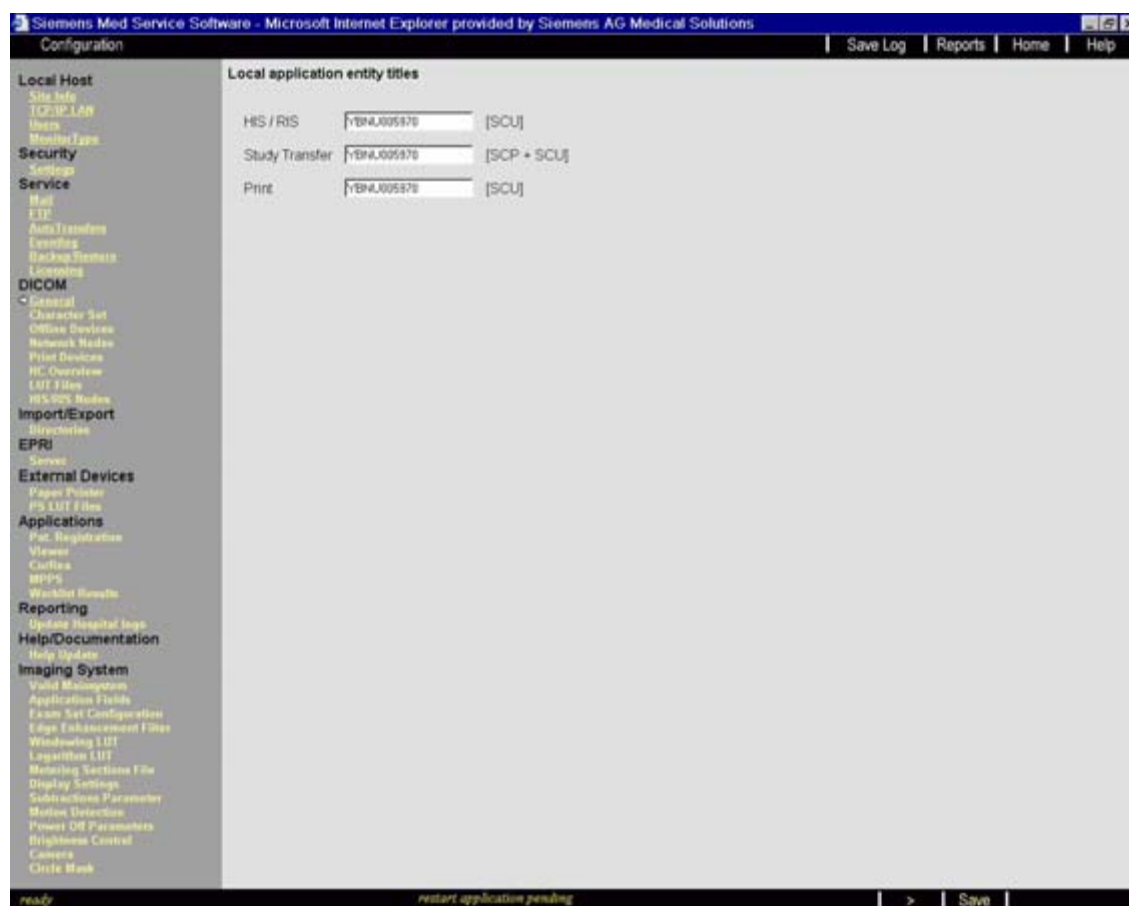 Siemens Med Service Software - Microsoft Internet Explorer provided by Siemens AG Medical Solutions
Configuration
Save Log
Reports
Home
Help
Local Host
Site Info
TCP/IP LAN
Users
MonitorType
Security
Settings
Service
Mail
FTP
AutoTransfers
Eventlog
Backup/Restore
Licensing
DICOM
General
Character Set
Offline Devices
Network Nodes
Print Devices
HC Overview
LUT Files
HIS/RIS Nodes
Import/Export
Directories
EPRI
Server
External Devices
Paper Printer
PS LUT Files
Applications
Pat. Registration
Viewer
MPPS
Worklist Results
Reporting
Update Hospital logo
Help/Documentation
Help Update
Imaging System
Valid Mainsystem
Application Fields
Exam Set Configuration
Edge Enhancement Filter
Windowing LUT
Logarithm LUT
Metering Sections File
Display Settings
Subtractions Parameter
Motion Detection
Power Off Parameters
Brightness Control
Camera
Circle Mask
Local application entity titles
HIS / RIS YBNU005970 [SCU]
Study Transfer YBNU005970 [SCP + SCU]
Print YBNU005970 [SCU]
ready
restart application pending
>
Save